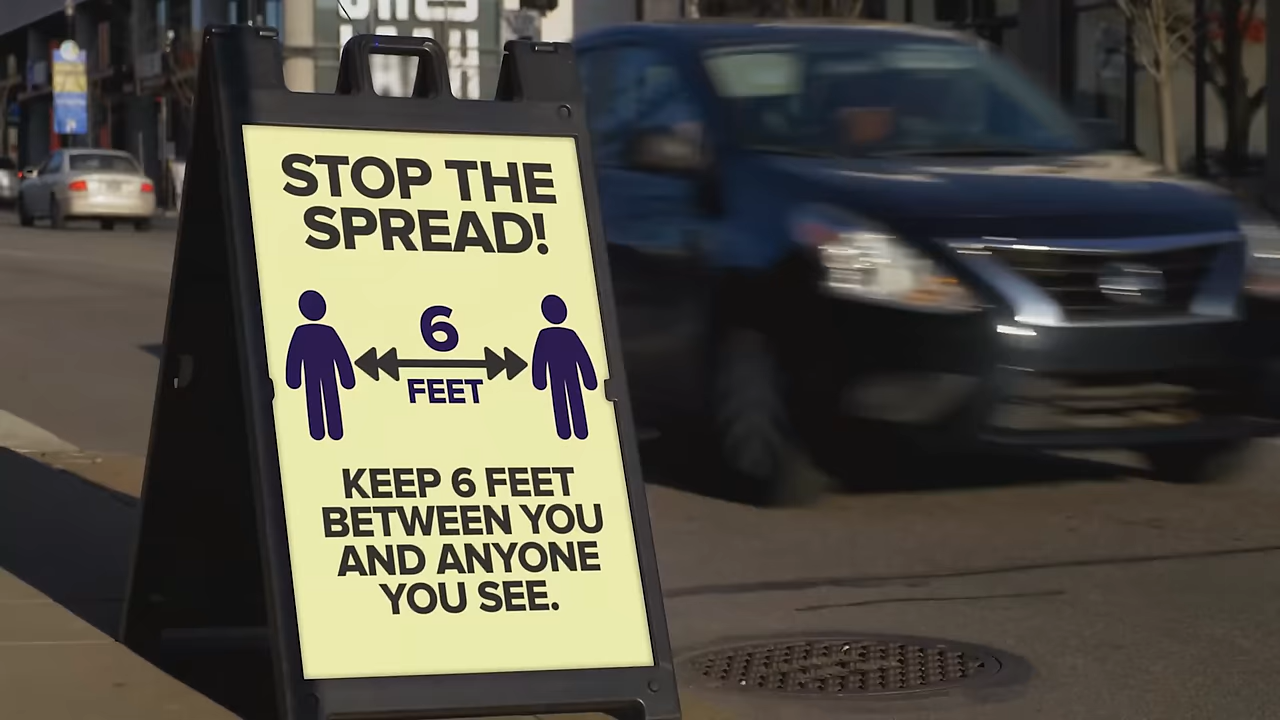 STOP THE
SPREAD!
6
FEET
KEEP 6 FEET
BETWEEN YOU
AND ANYONE
YOU SEE.